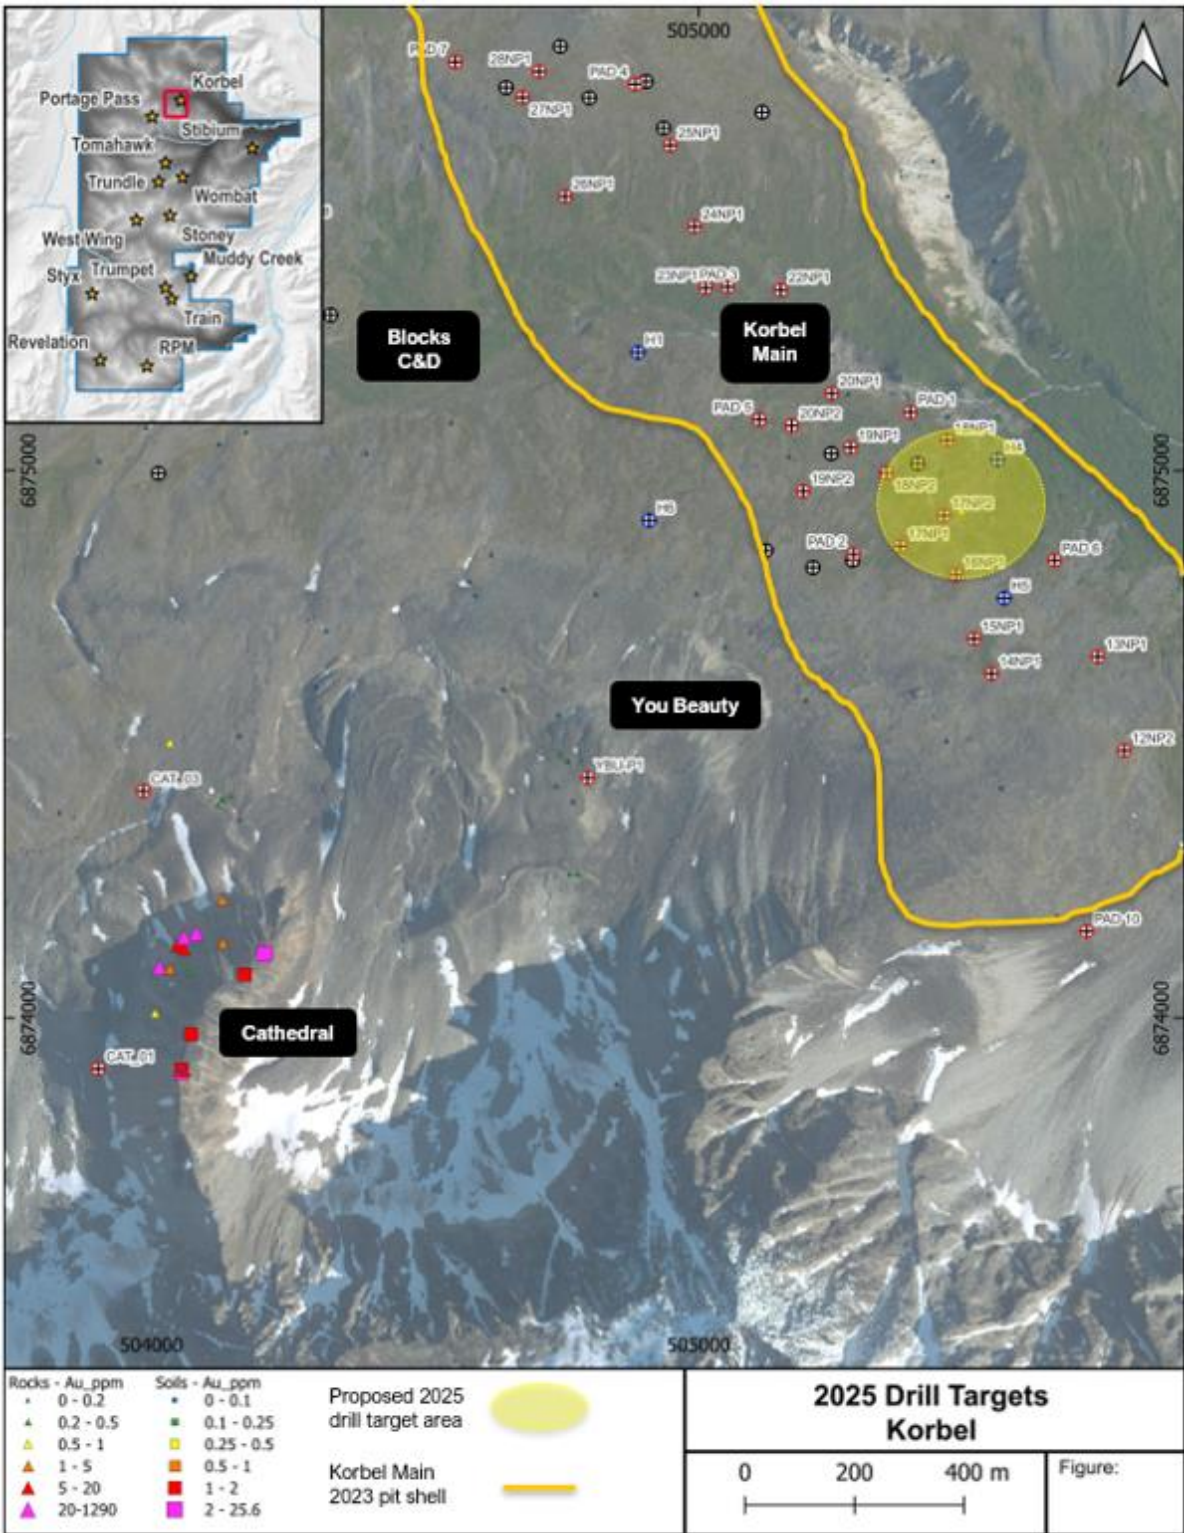 505000
Korbel
Portage Pass
Stibium
Tomahawk
Trundle
Wombat
West Wing
Stoney
Muddy Creek
Styx
Trumpet
Train
Revelation
RPM
PAD 7
28NP1
PAD 4
27NP1
25NP1
26NP1
24NP1
23NP1
PAD 3
22NP1
Blocks
C&D
Korbel
Main
H1
20NP1
PAD 5
20NP2
PAD 1
19NP1
18NP1
H4
6875000
6875000
19NP2
18NP2
17NP2
H6
PAD 2
17NP1
16NP1
PAD 6
H5
15NP1
14NP1
13NP1
You Beauty
12NP2
CAT_03
YBU-P1
PAD 10
6874000
6874000
Cathedral
CAT_01
504000
505000
Rocks - Au_ppm
0 - 0.2
0.2 - 0.5
0.5 - 1
1 - 5
5 - 20
20-1290
Soils - Au_ppm
0 - 0.1
0.1 - 0.25
0.25 - 0.5
0.5 - 1
1 - 2
2 - 25.6
Proposed 2025
drill target area
Korbel Main
2023 pit shell
2025 Drill Targets
Korbel
0 200 400 m
Figure: